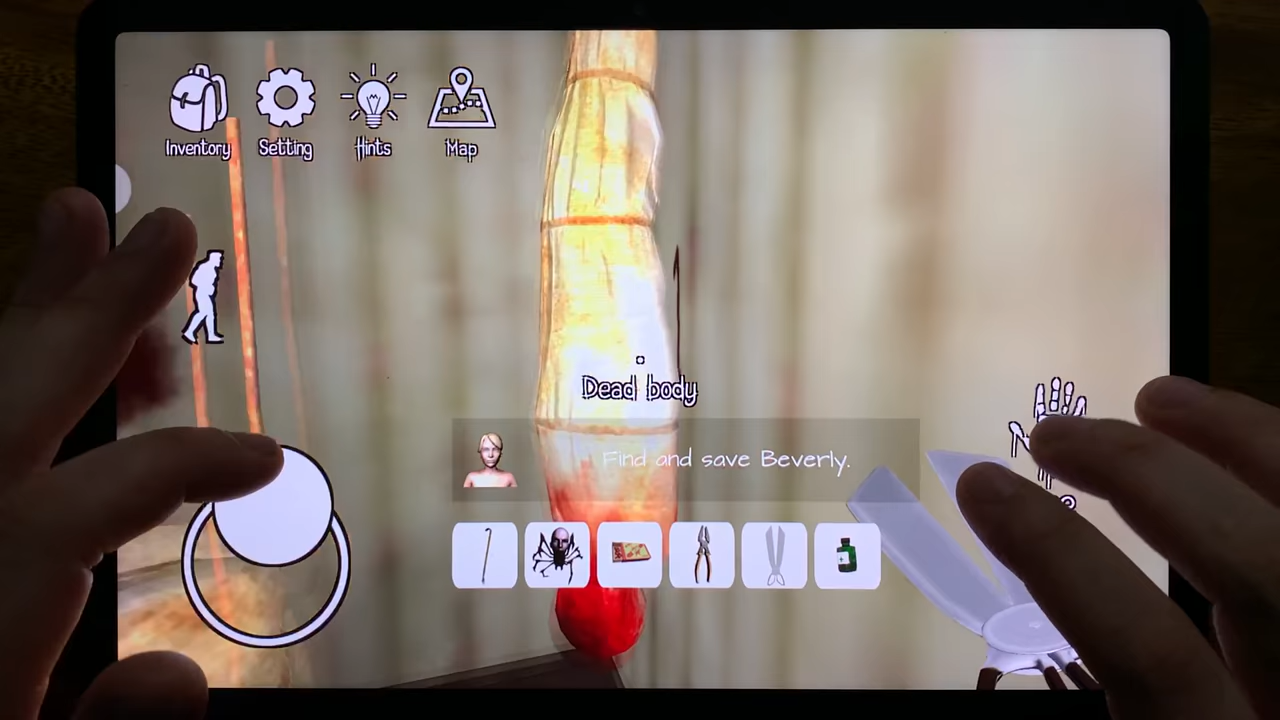 Inventory
Setting
Hints
Map
Dead body
Find and save Beverly.